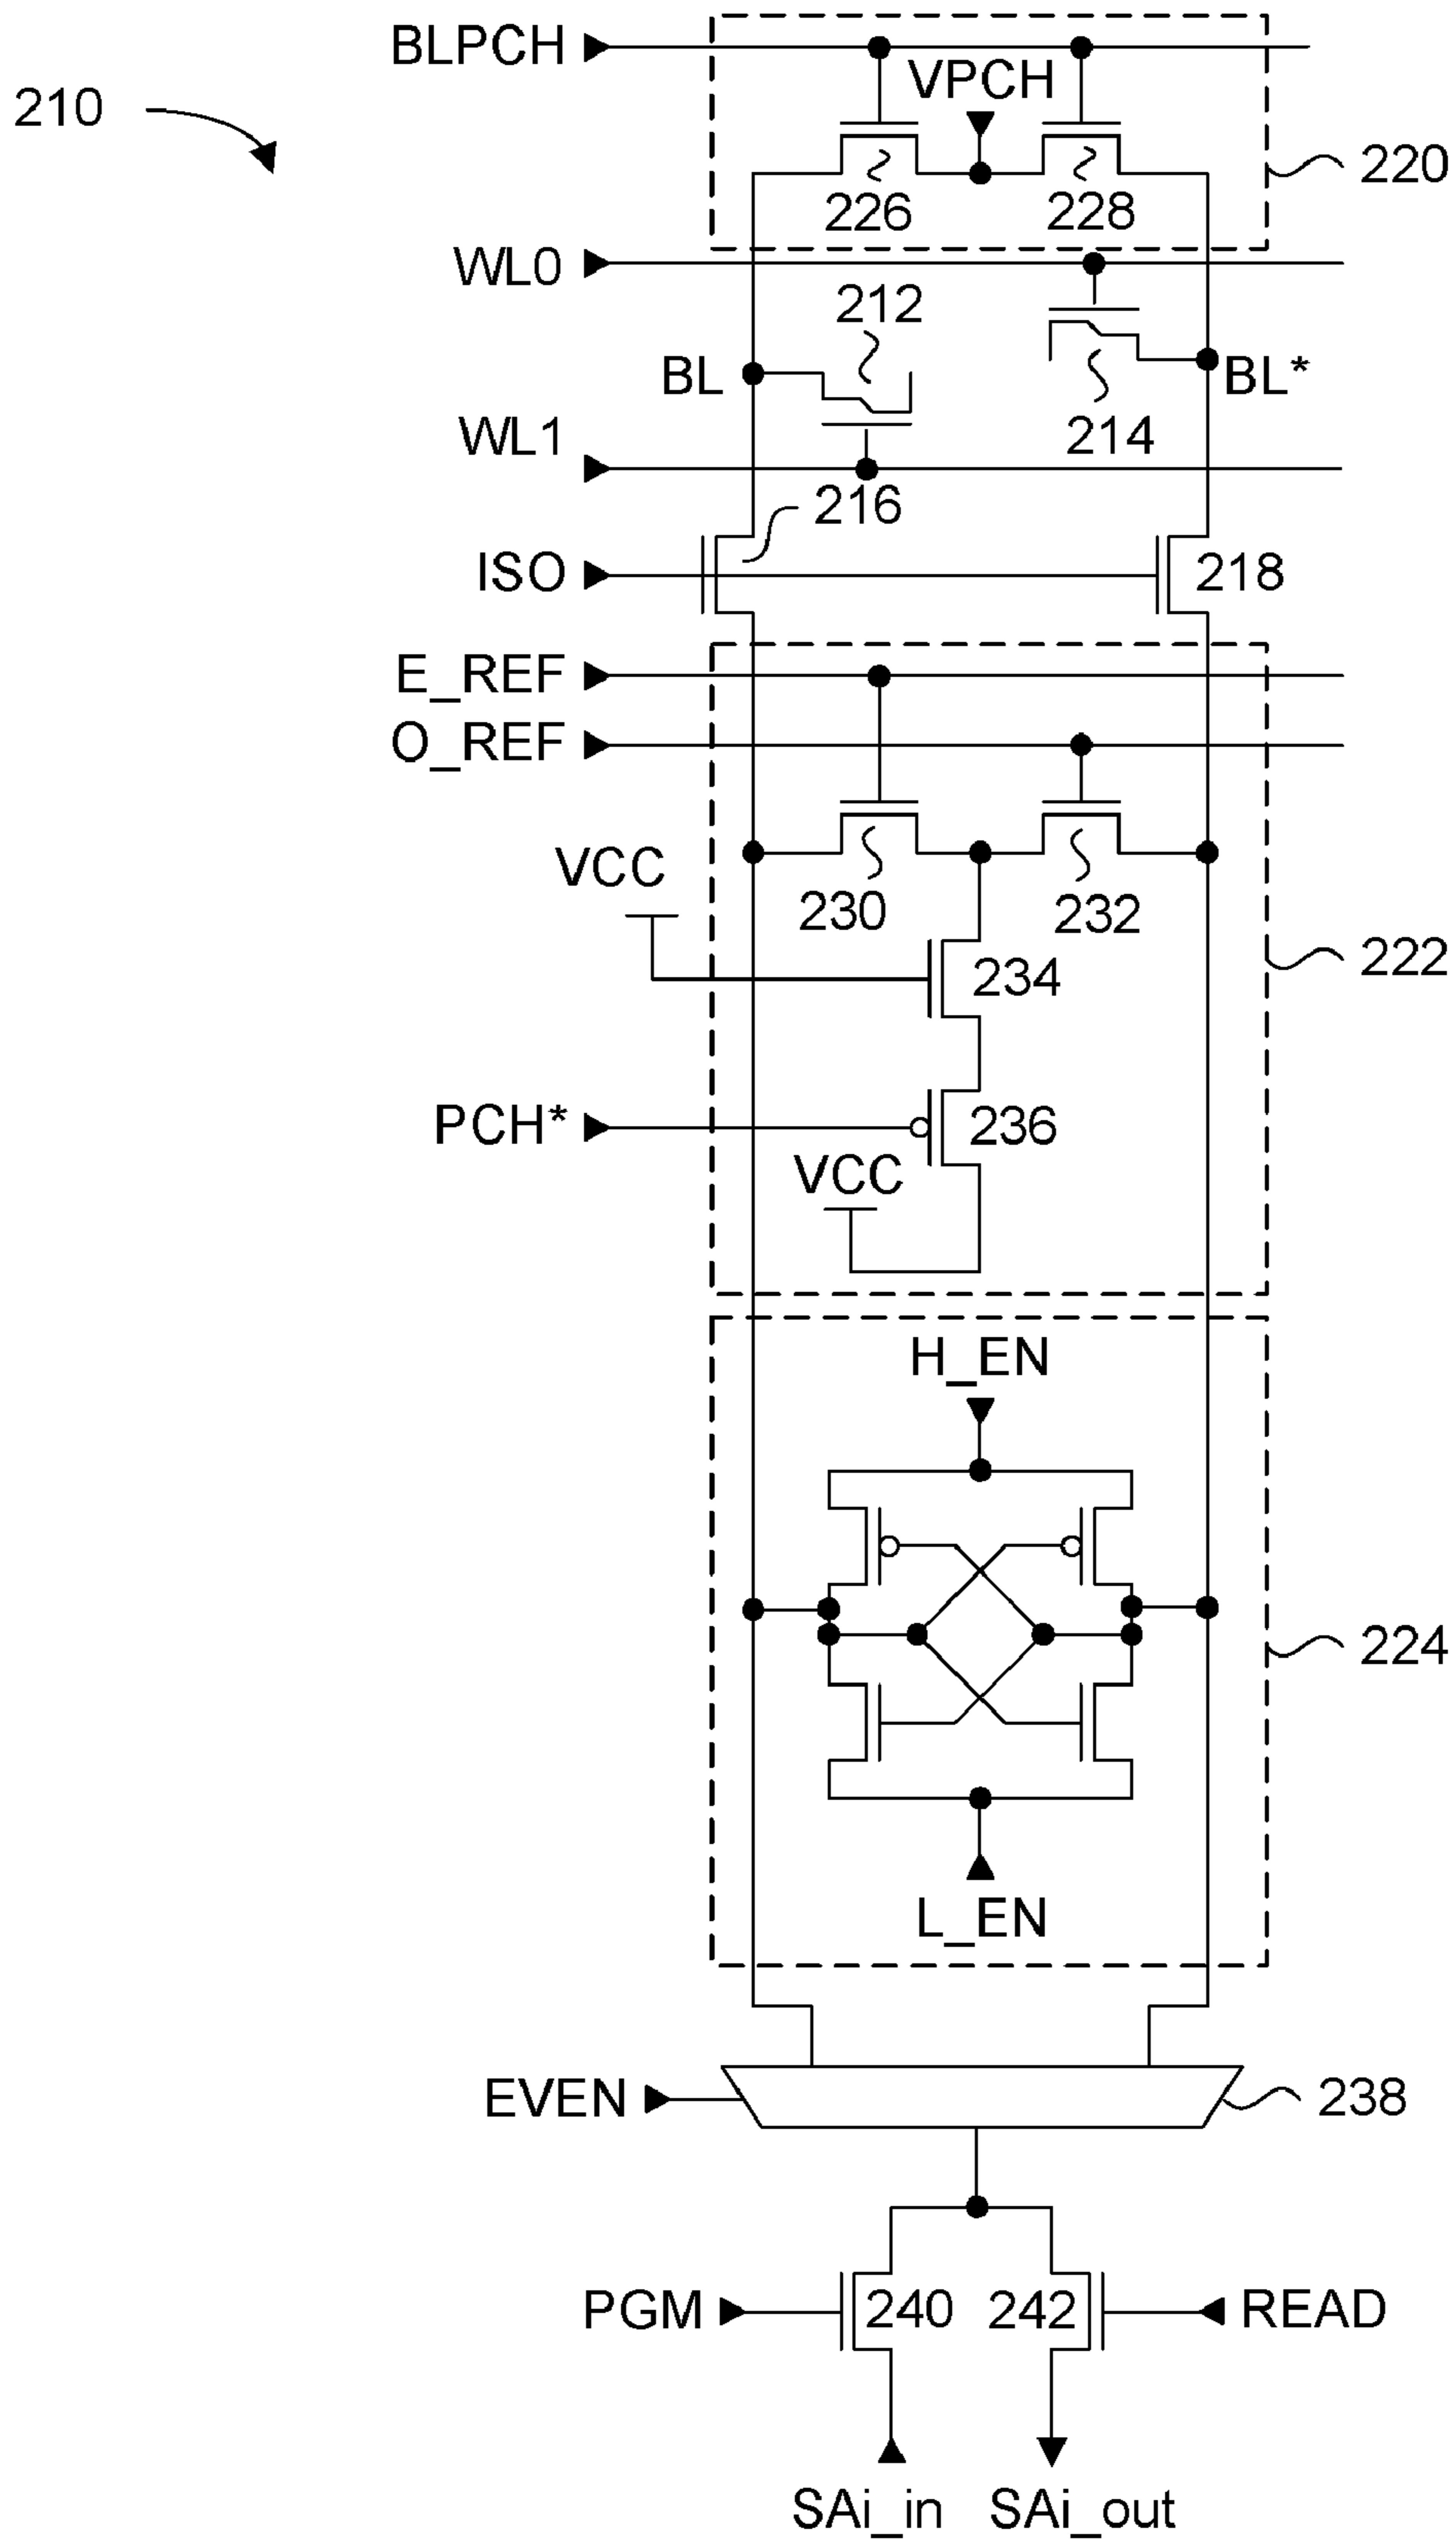 BLPCH
VPCH
210
220
226
228
WL0
212
BL
BL*
WL1
214
216
ISO
218
E_REF
O_REF
VCC
230
232
222
234
PCH*
236
VCC
H_EN
224
L_EN
EVEN
238
PGM
240
242
READ
SAi_in
SAi_out